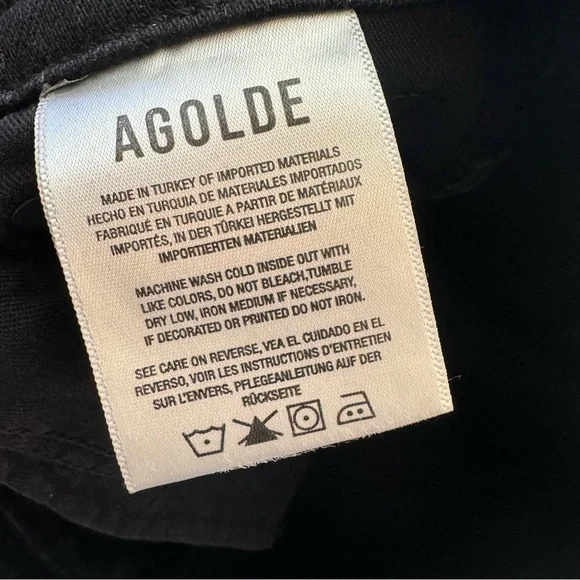 AGOLDE
MADE IN TURKEY OF IMPORTED MATERIALS
HECHO EN TURQUIA DE MATERIALES IMPORTADOS
FABRIQUÉ EN TURQUIE A PARTIR DE MATÉRIAUX
IMPORTÉS, IN DER TÜRKEI HERGESTELLT MIT
IMPORTIERTEN MATERIALIEN
MACHINE WASH COLD INSIDE OUT WITH
LIKE COLORS, DO NOT BLEACH,TUMBLE
DRY LOW, IRON MEDIUM IF NECESSARY,
IF DECORATED OR PRINTED DO NOT IRON.
SEE CARE ON REVERSE, VEA EL CUIDADO EN EL
REVERSO, VOIR LES INSTRUCTIONS D'ENTRETIEN
SUR L'ENVERS, PFLEGEANLEITUNG AUF DER
RÜCKSEITE